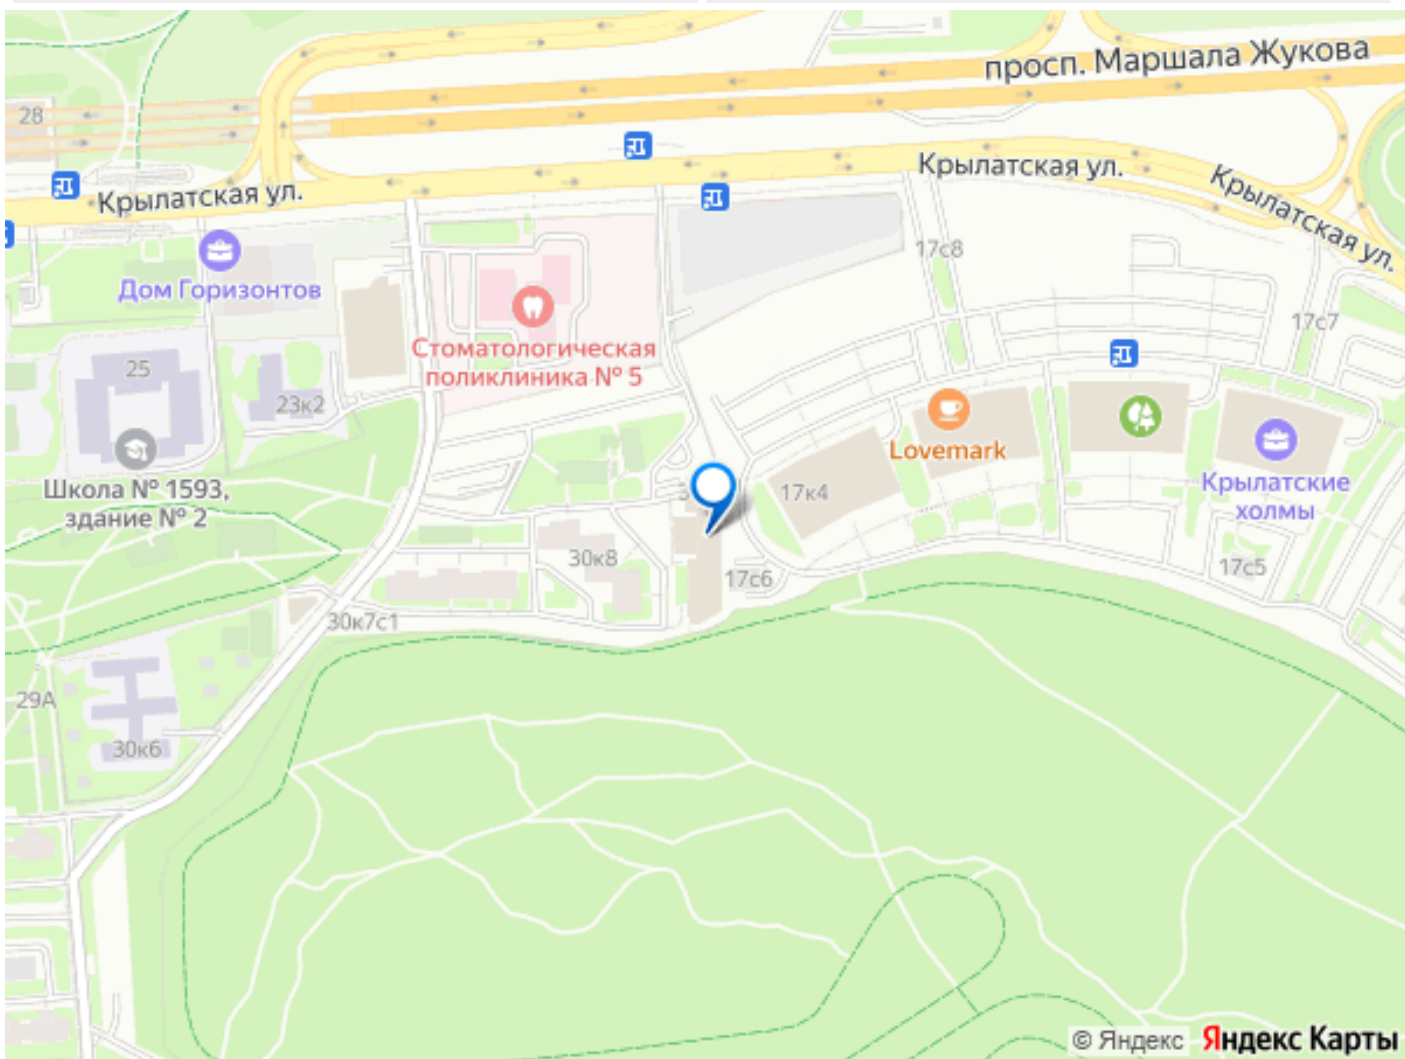 просп. Маршала Жукова
28
Крылатская ул.
Крылатская ул.
Крылатская ул.
17с8
Дом Горизонтов
17с7
Стоматологическая
поликлиника № 5
25
23к2
Lovemark
Школа № 1593,
здание № 2
17к4
Крылатские
холмы
30к8
17с6
17с5
30к7с1
29А
30к6
© Яндекс Яндекс Карты